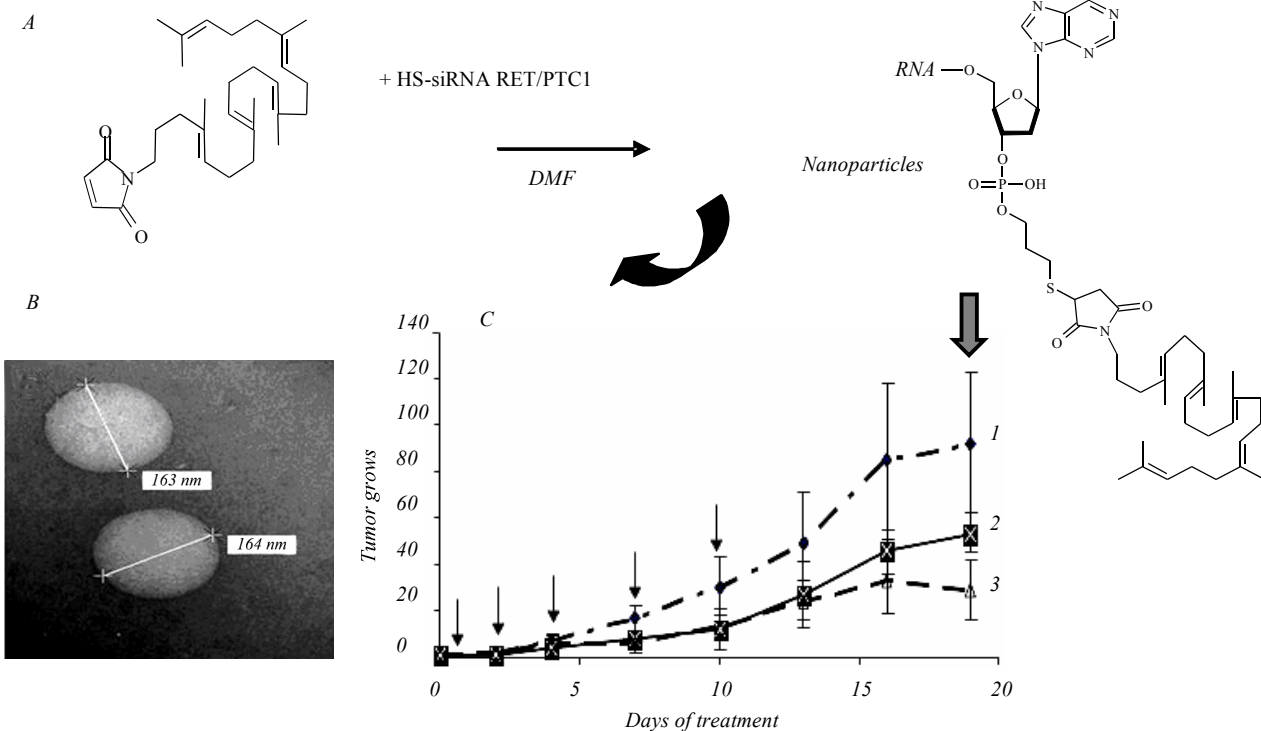 A
+ HS-siRNA RET/PTC1
DMF
Nanoparticles
O
N
O
N
N
N
N
RNA
O
O
O
O
P
OH
O
S
O
O
N
B
163 nm
164 nm
C
Tumor grows
140
120
100
80
60
40
20
0
1
2
3
0
5
10
15
20
Days of treatment